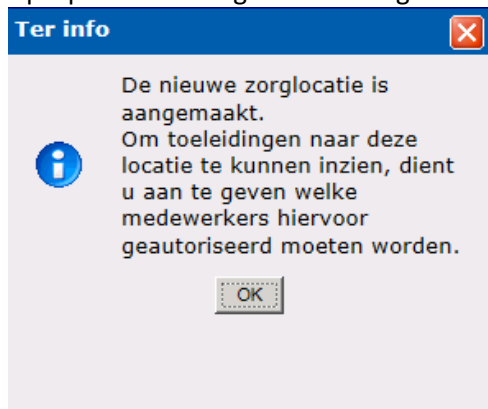 Ter info
De nieuwe zorglocatie is
aangemaakt.
Om toeleidingen naar deze
locatie te kunnen inzien, dient
u aan te geven welke
medewerkers hiervoor
geautoriseerd moeten worden.
OK